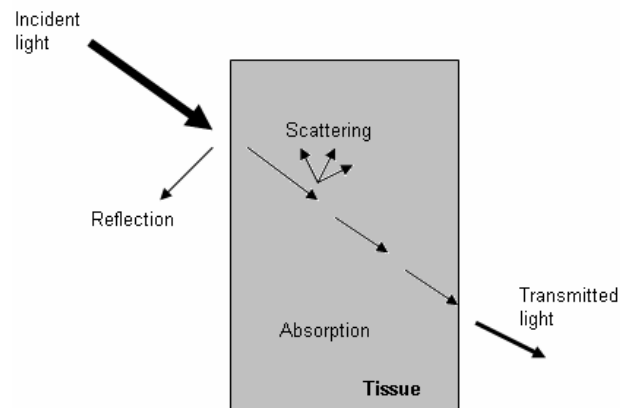 Incident
light
Scattering
Reflection
Transmitted
light
Absorption
Tissue